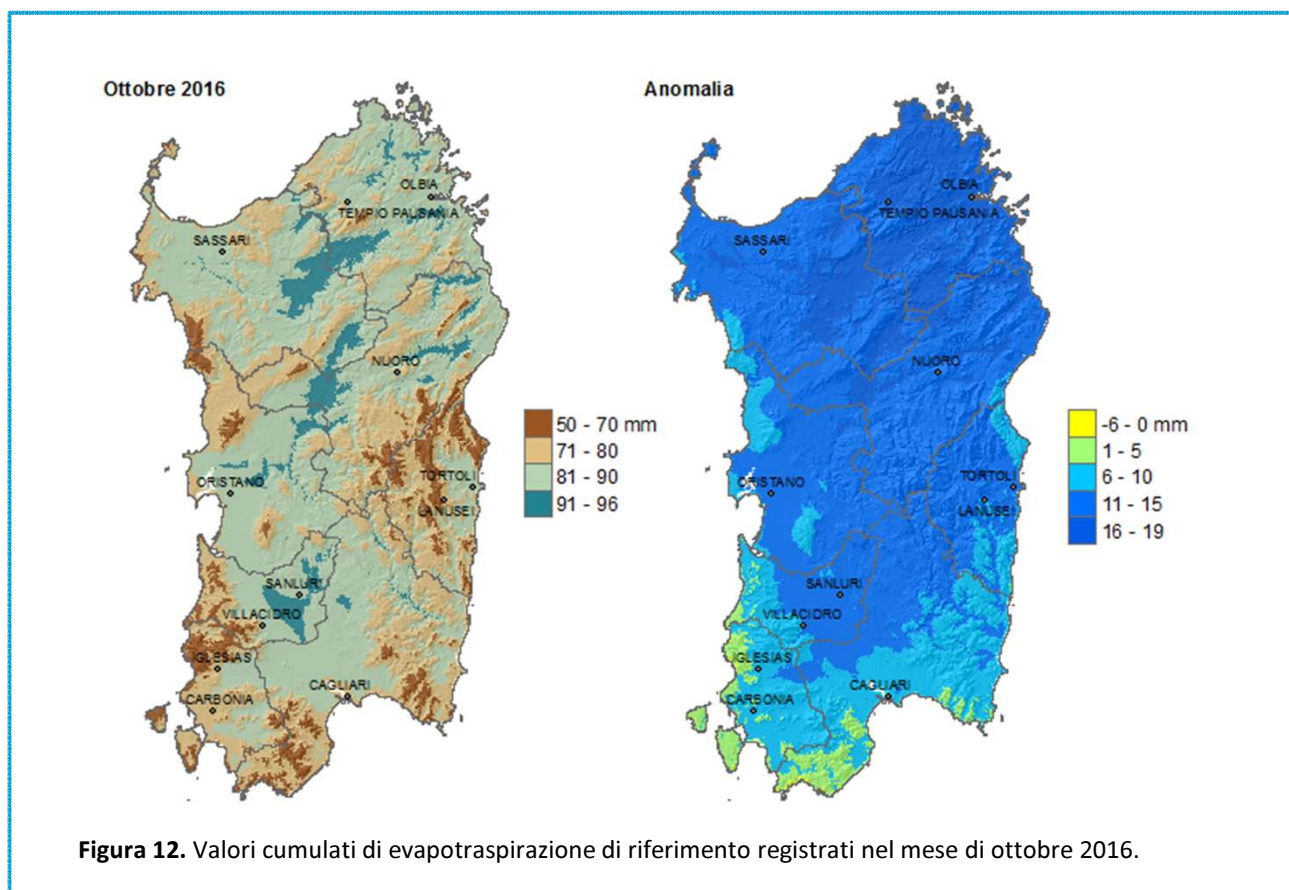 Ottobre 2016
OLBIA
TEMPIO PAUSANIA
SASSARI
NUORO
TORTOLI
ORISTANO
LANUSEI
SANLURI
VILLACIDRO
IGLESIAS
CAGLIARI
CARBONIA
50 - 70 mm
71 - 80
81 - 90
91 - 96
Anomalia
OLBIA
TEMPIO PAUSANIA
SASSARI
NUORO
TORTOLI
ORISTANO
LANUSEI
SANLURI
VILLACIDRO
IGLESIAS
CAGLIARI
CARBONIA
-6 - 0 mm
1 - 5
6 - 10
11 - 15
16 - 19
Figura 12. Valori cumulati di evapotraspirazione di riferimento registrati nel mese di ottobre 2016.